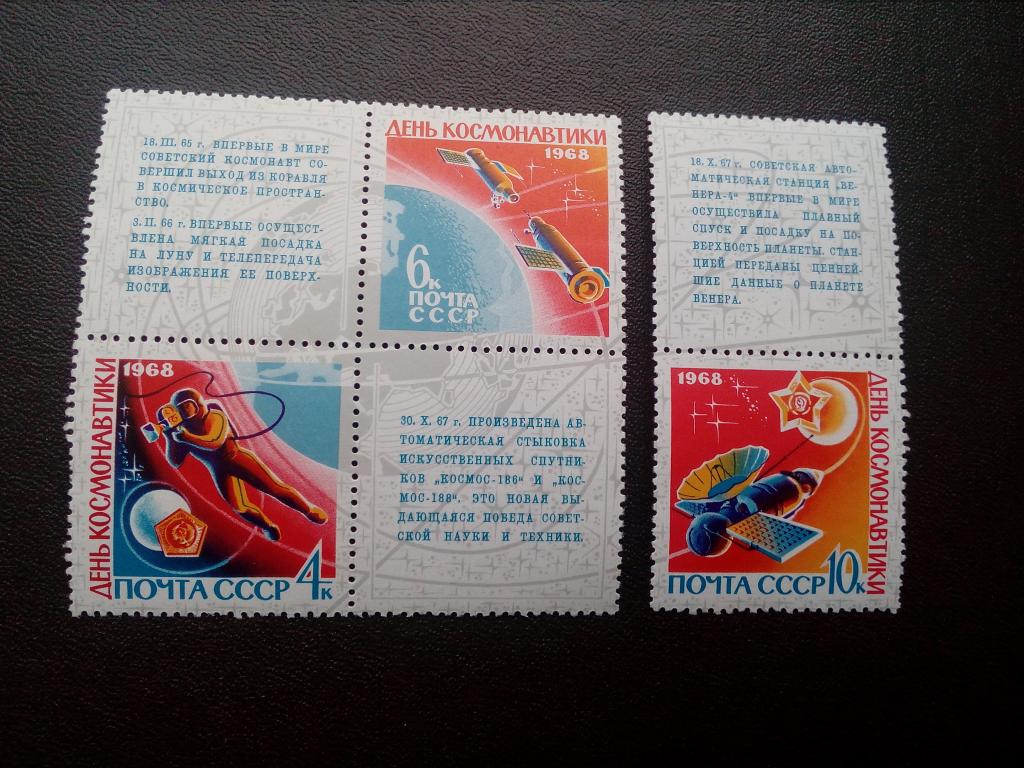 18. III. 65 г. ВПЕРВЫЕ В МИРЕ
СОВЕТСКИЙ КОСМОНАВТ СО-
ВЕРШИЛ ВЫХОД ИЗ КОРАБЛЯ
В КОСМИЧЕСКОЕ ПРОСТРАН-
СТВО.
3. II. 66 г. ВПЕРВЫЕ ОСУЩЕСТ-
ВЛЕНА МЯГКАЯ ПОСАДКА
НА ЛУНУ И ТЕЛЕПЕРЕДАЧА
ИЗОБРАЖЕНИЯ ЕЕ ПОВЕРХ-
НОСТИ.
ДЕНЬ КОСМОНАВТИКИ
1968
6к
ПОЧТА
СССР
1968
ДЕНЬ КОСМОНАВТИКИ
ПОЧТА СССР 4к
30. X. 67 г. ПРОИЗВЕДЕНА АВ-
ТОМАТИЧЕСКАЯ СТЫКОВКА
ИСКУССТВЕННЫХ СПУТНИ-
КОВ „КОСМОС-186“ И „КОС-
МОС-188“. ЭТО НОВАЯ ВЫ-
ДАЮЩАЯСЯ ПОБЕДА СОВЕТ-
СКОЙ НАУКИ И ТЕХНИКИ.
18. X. 67 г. СОВЕТСКАЯ АВТО-
МАТИЧЕСКАЯ СТАНЦИЯ „ВЕ-
НЕРА-4“ ВПЕРВЫЕ В МИРЕ
ОСУЩЕСТВИЛА ПЛАВНЫЙ
СПУСК И ПОСАДКУ НА ПО-
ВЕРХНОСТЬ ПЛАНЕТЫ. СТАН-
ЦИЕЙ ПЕРЕДАНЫ ЦЕННЕЙ-
ШИЕ ДАННЫЕ О ПЛАНЕТЕ
ВЕНЕРА.
1968
ДЕНЬ КОСМОНАВТИКИ
ПОЧТА СССР 10к